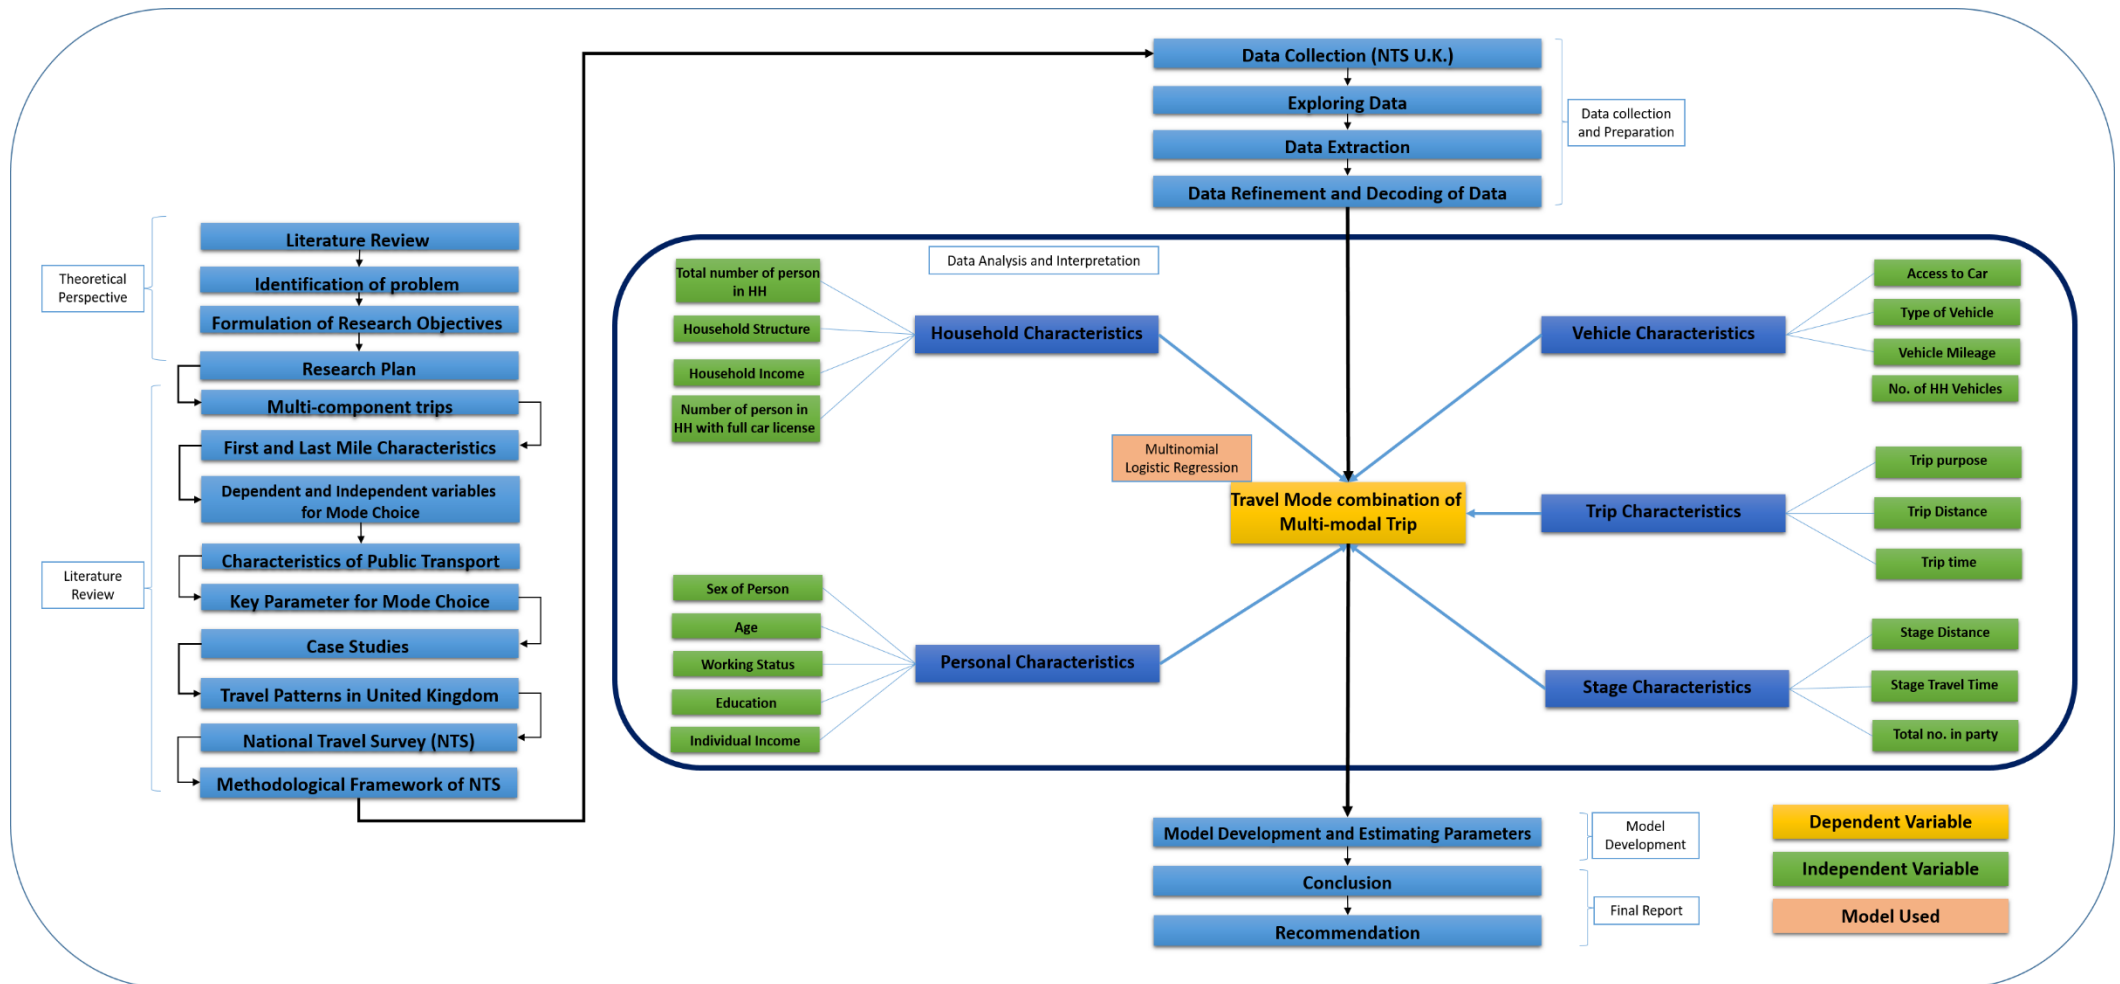 Theoretical
Perspective
Literature Review
Identification of problem
Formulation of Research Objectives
Research Plan
Literature
Review
Multi-component trips
First and Last Mile Characteristics
Dependent and Independent variables
for Mode Choice
Characteristics of Public Transport
Key Parameter for Mode Choice
Case Studies
Travel Patterns in United Kingdom
National Travel Survey (NTS)
Methodological Framework of NTS
Data Collection (NTS U.K.)
Exploring Data
Data Extraction
Data Refinement and Decoding of Data
Data collection
and Preparation
Data Analysis and Interpretation
Total number of person
in HH
Household Structure
Household Income
Number of person in
HH with full car license
Household Characteristics
Vehicle Characteristics
Access to Car
Type of Vehicle
Vehicle Mileage
No. of HH Vehicles
Multinomial
Logistic Regression
Travel Mode combination of
Multi-modal Trip
Trip Characteristics
Trip purpose
Trip Distance
Trip time
Sex of Person
Age
Working Status
Education
Individual Income
Personal Characteristics
Stage Characteristics
Stage Distance
Stage Travel Time
Total no. in party
Model Development and Estimating Parameters
Conclusion
Recommendation
Model
Development
Final Report
Dependent Variable
Independent Variable
Model Used